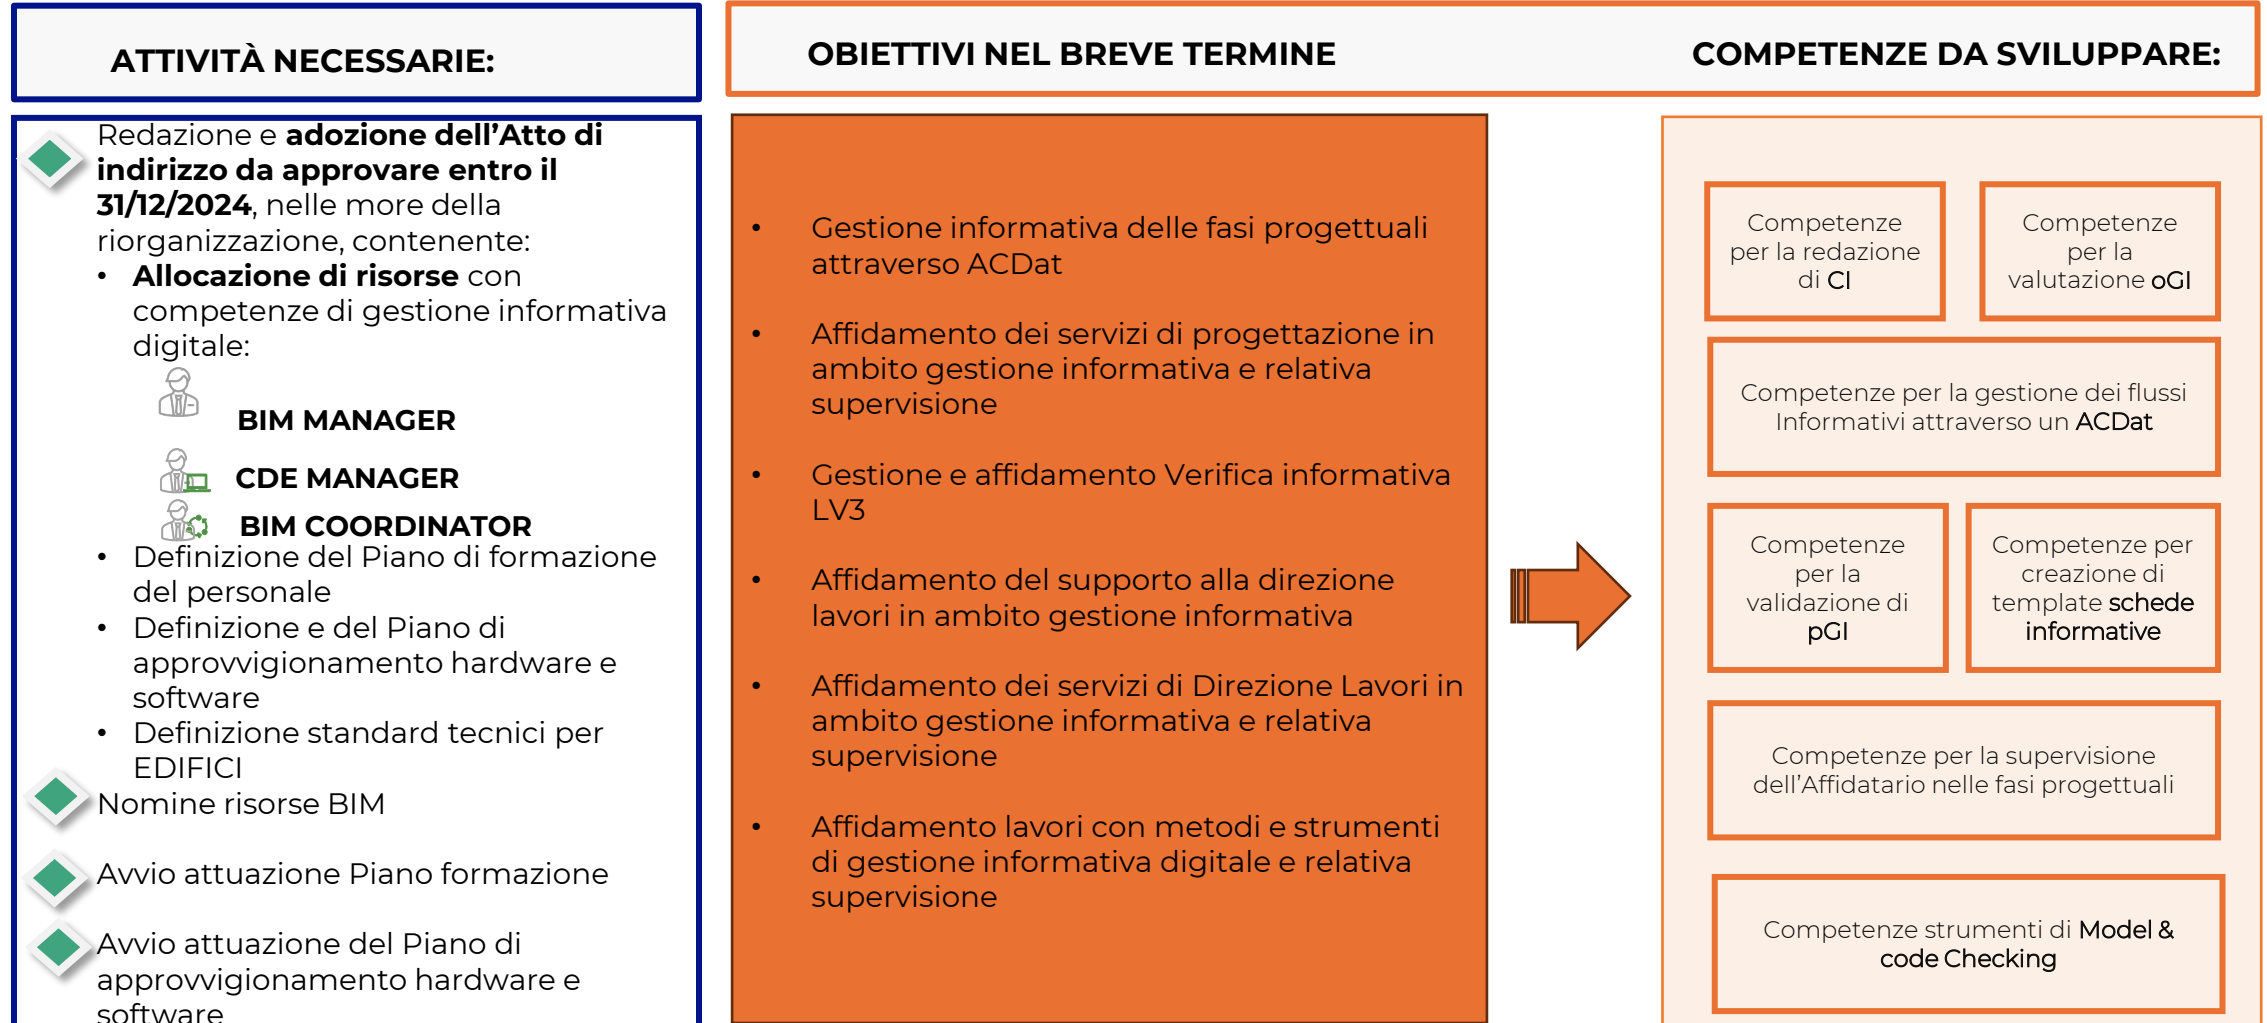 ATTIVITÀ NECESSARIE:
Redazione e adozione dell'Atto di
indirizzo da approvare entro il
31/12/2024, nelle more della
riorganizzazione, contenente:
• Allocazione di risorse con
competenze di gestione informativa
digitale:
BIM MANAGER
CDE MANAGER
BIM COORDINATOR
• Definizione del Piano di formazione
del personale
• Definizione e del Piano di
approvvigionamento hardware e
software
• Definizione standard tecnici per
EDIFICI
Nomine risorse BIM
Avvio attuazione Piano formazione
Avvio attuazione del Piano di
approvvigionamento hardware e
software
OBIETTIVI NEL BREVE TERMINE
• Gestione informativa delle fasi progettuali
attraverso ACDat
• Affidamento dei servizi di progettazione in
ambito gestione informativa e relativa
supervisione
• Gestione e affidamento Verifica informativa
LV3
• Affidamento del supporto alla direzione
lavori in ambito gestione informativa
• Affidamento dei servizi di Direzione Lavori in
ambito gestione informativa e relativa
supervisione
• Affidamento lavori con metodi e strumenti
di gestione informativa digitale e relativa
supervisione
COMPETENZE DA SVILUPPARE:
Competenze
per la redazione
di CI
Competenze
per la
valutazione oGI
Competenze per la gestione dei flussi
Informativi attraverso un ACDat
Competenze
per la
validazione di
pGI
Competenze per
creazione di
template schede
informative
Competenze per la supervisione
dell'Affidatario nelle fasi progettuali
Competenze strumenti di Model &
code Checking